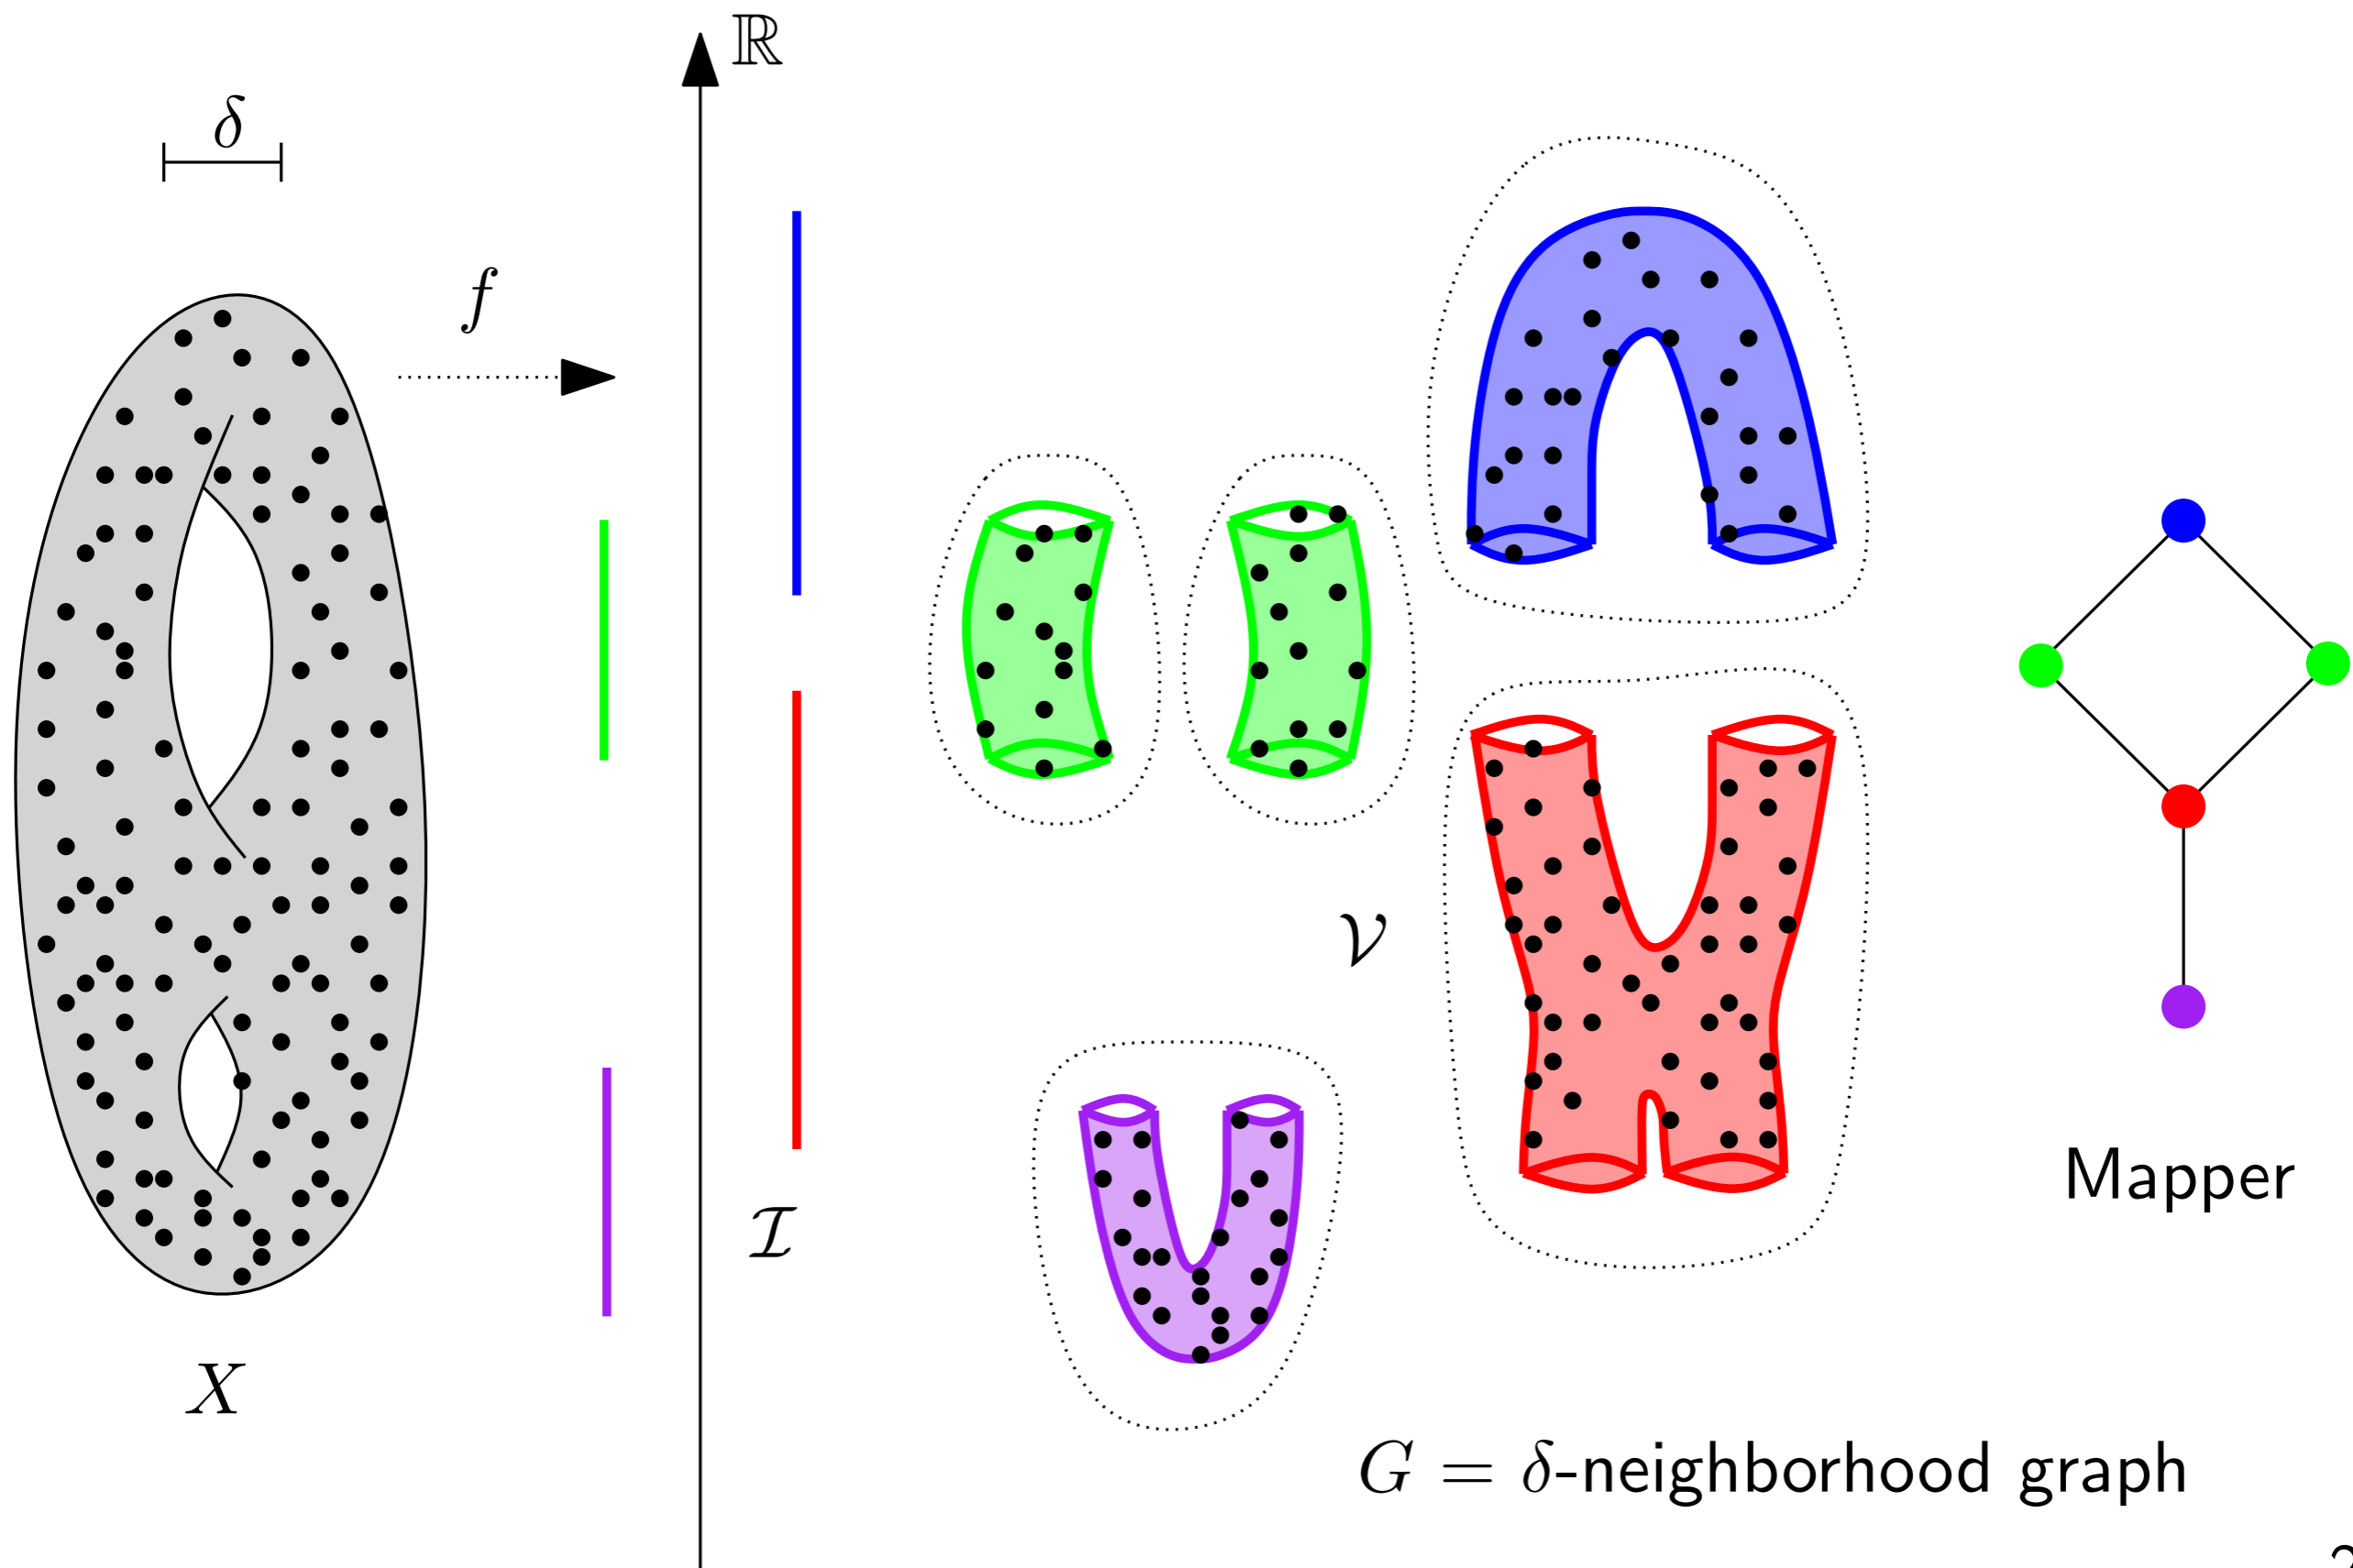 ℝ
δ
f
𝒱
Mapper
ℐ
X
G = δ-neighborhood graph